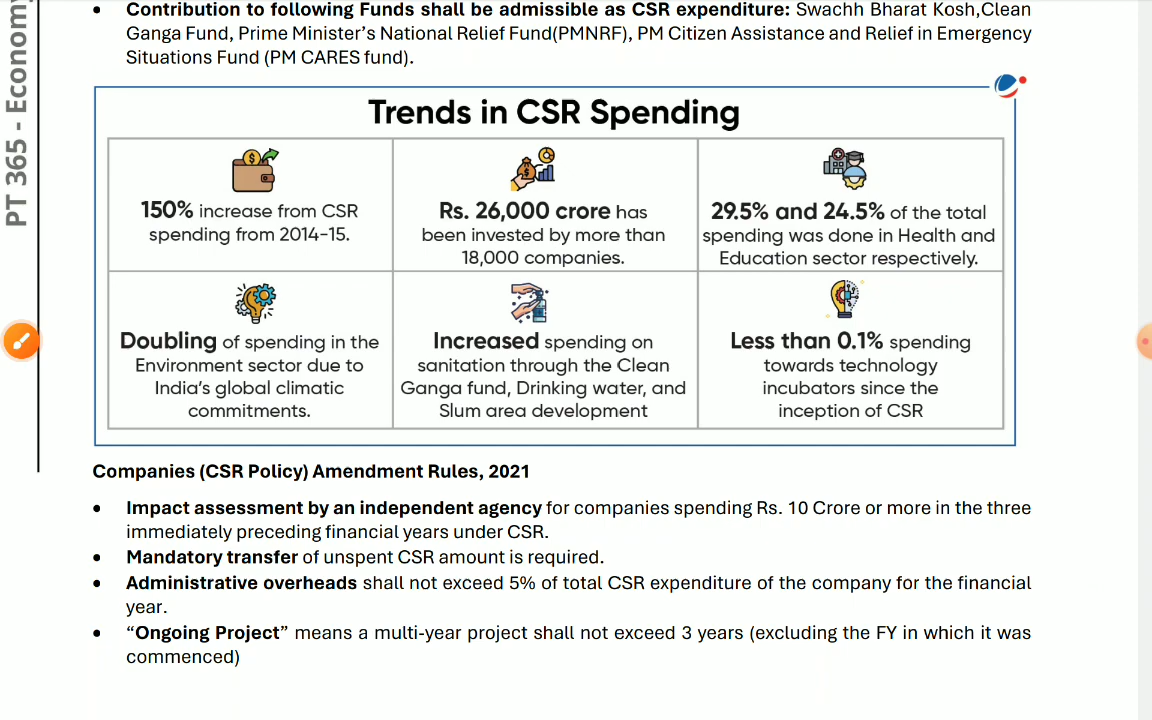 PT 365 - Economy
• Contribution to following Funds shall be admissible as CSR expenditure: Swachh Bharat Kosh,Clean
Ganga Fund, Prime Minister’s National Relief Fund(PMNRF), PM Citizen Assistance and Relief in Emergency
Situations Fund (PM CARES fund).
Trends in CSR Spending
150% increase from CSR
spending from 2014-15.
Rs. 26,000 crore has
been invested by more than
18,000 companies.
29.5% and 24.5% of the total
spending was done in Health and
Education sector respectively.
Doubling of spending in the
Environment sector due to
India’s global climatic
commitments.
Increased spending on
sanitation through the Clean
Ganga fund, Drinking water, and
Slum area development
Less than 0.1% spending
towards technology
incubators since the
inception of CSR
Companies (CSR Policy) Amendment Rules, 2021
• Impact assessment by an independent agency for companies spending Rs. 10 Crore or more in the three
immediately preceding financial years under CSR.
• Mandatory transfer of unspent CSR amount is required.
• Administrative overheads shall not exceed 5% of total CSR expenditure of the company for the financial
year.
• “Ongoing Project” means a multi-year project shall not exceed 3 years (excluding the FY in which it was
commenced)